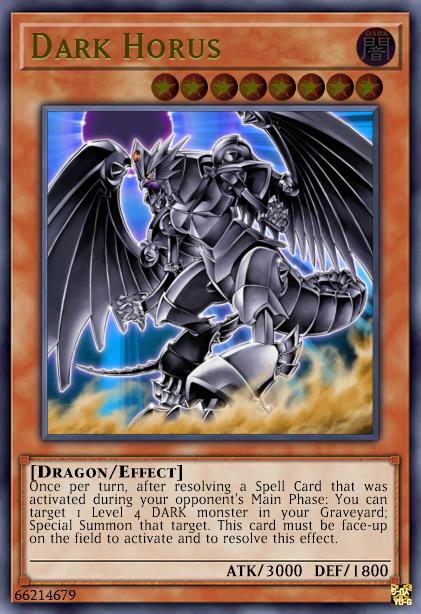 DARK HORUS
DARK
闇
[DRAGON/EFFECT]
Once per turn, after resolving a Spell Card that was
activated during your opponent's Main Phase: You can
target 1 Level 4 DARK monster in your Graveyard;
Special Summon that target. This card must be face-up
on the field to activate and to resolve this effect.
ATK/3000 DEF/1800
66214679